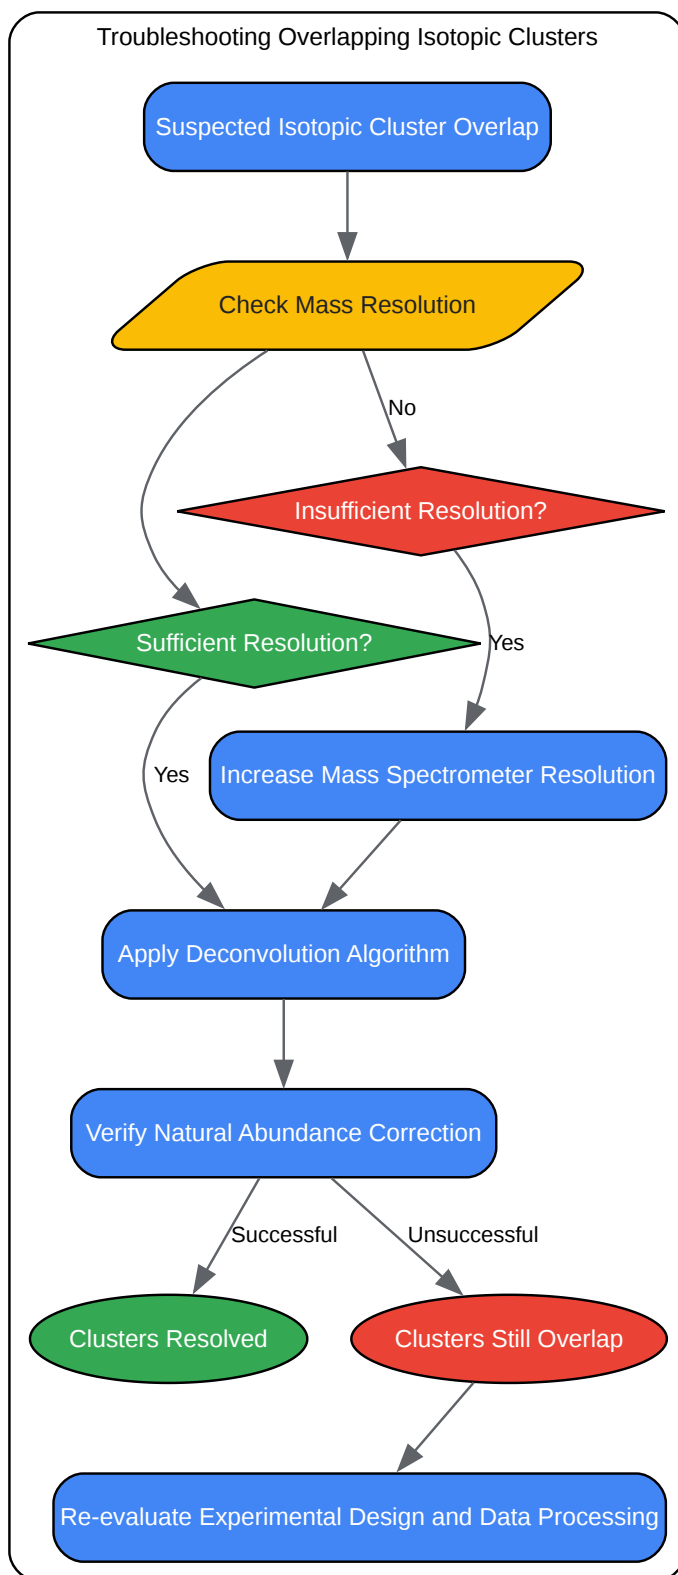 Troubleshooting Overlapping Isotopic Clusters
Suspected Isotopic Cluster Overlap
Check Mass Resolution
No
Insufficient Resolution?
Sufficient Resolution?
Yes
Yes
Increase Mass Spectrometer Resolution
Apply Deconvolution Algorithm
Verify Natural Abundance Correction
Successful
Unsuccessful
Clusters Resolved
Clusters Still Overlap
Re-evaluate Experimental Design and Data Processing